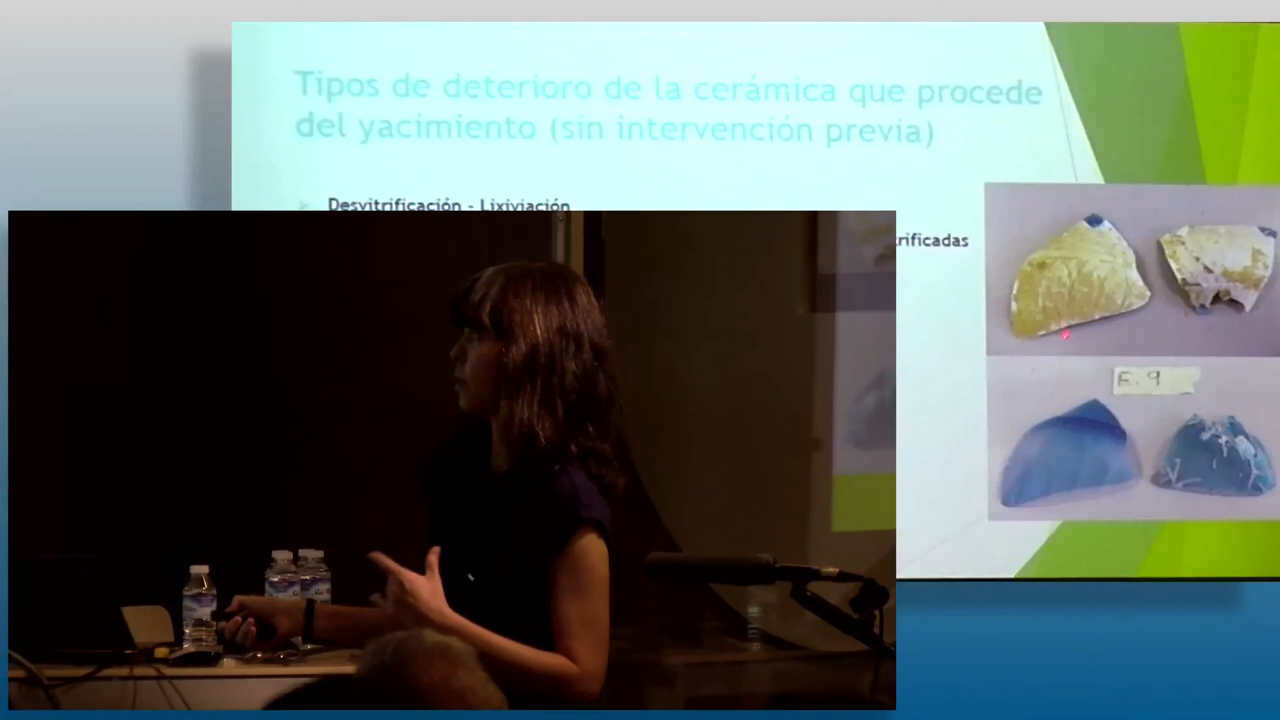 Tipos de deterioro de la cerámica que procede
del yacimiento (sin intervención previa)
Desvitrificación - Lixiviación
rificadas
E.9